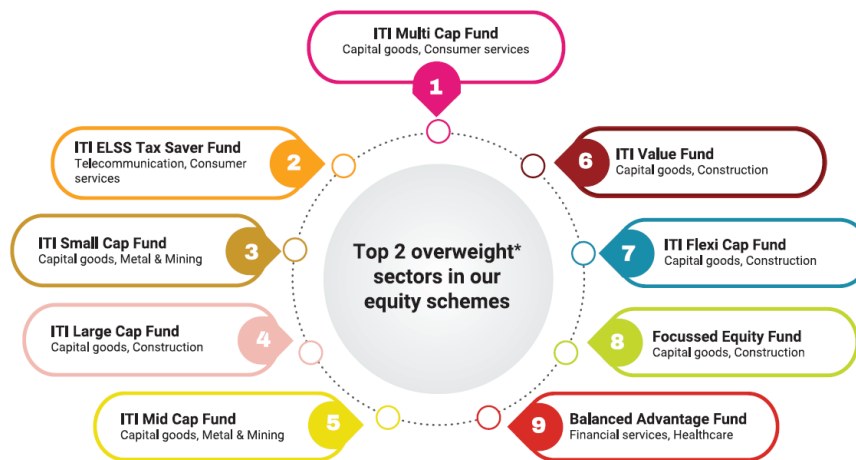 ITI Multi Cap Fund
Capital goods, Consumer services
1
ITI ELSS Tax Saver Fund
Telecommunication, Consumer
services
2
ITI Small Cap Fund
Capital goods, Metal & Mining
3
ITI Large Cap Fund
Capital goods, Construction
4
ITI Mid Cap Fund
Capital goods, Metal & Mining
5
Top 2 overweight*
sectors in our
equity schemes
6
ITI Value Fund
Capital goods, Construction
7
ITI Flexi Cap Fund
Capital goods, Construction
8
Focussed Equity Fund
Capital goods, Construction
9
Balanced Advantage Fund
Financial services, Healthcare